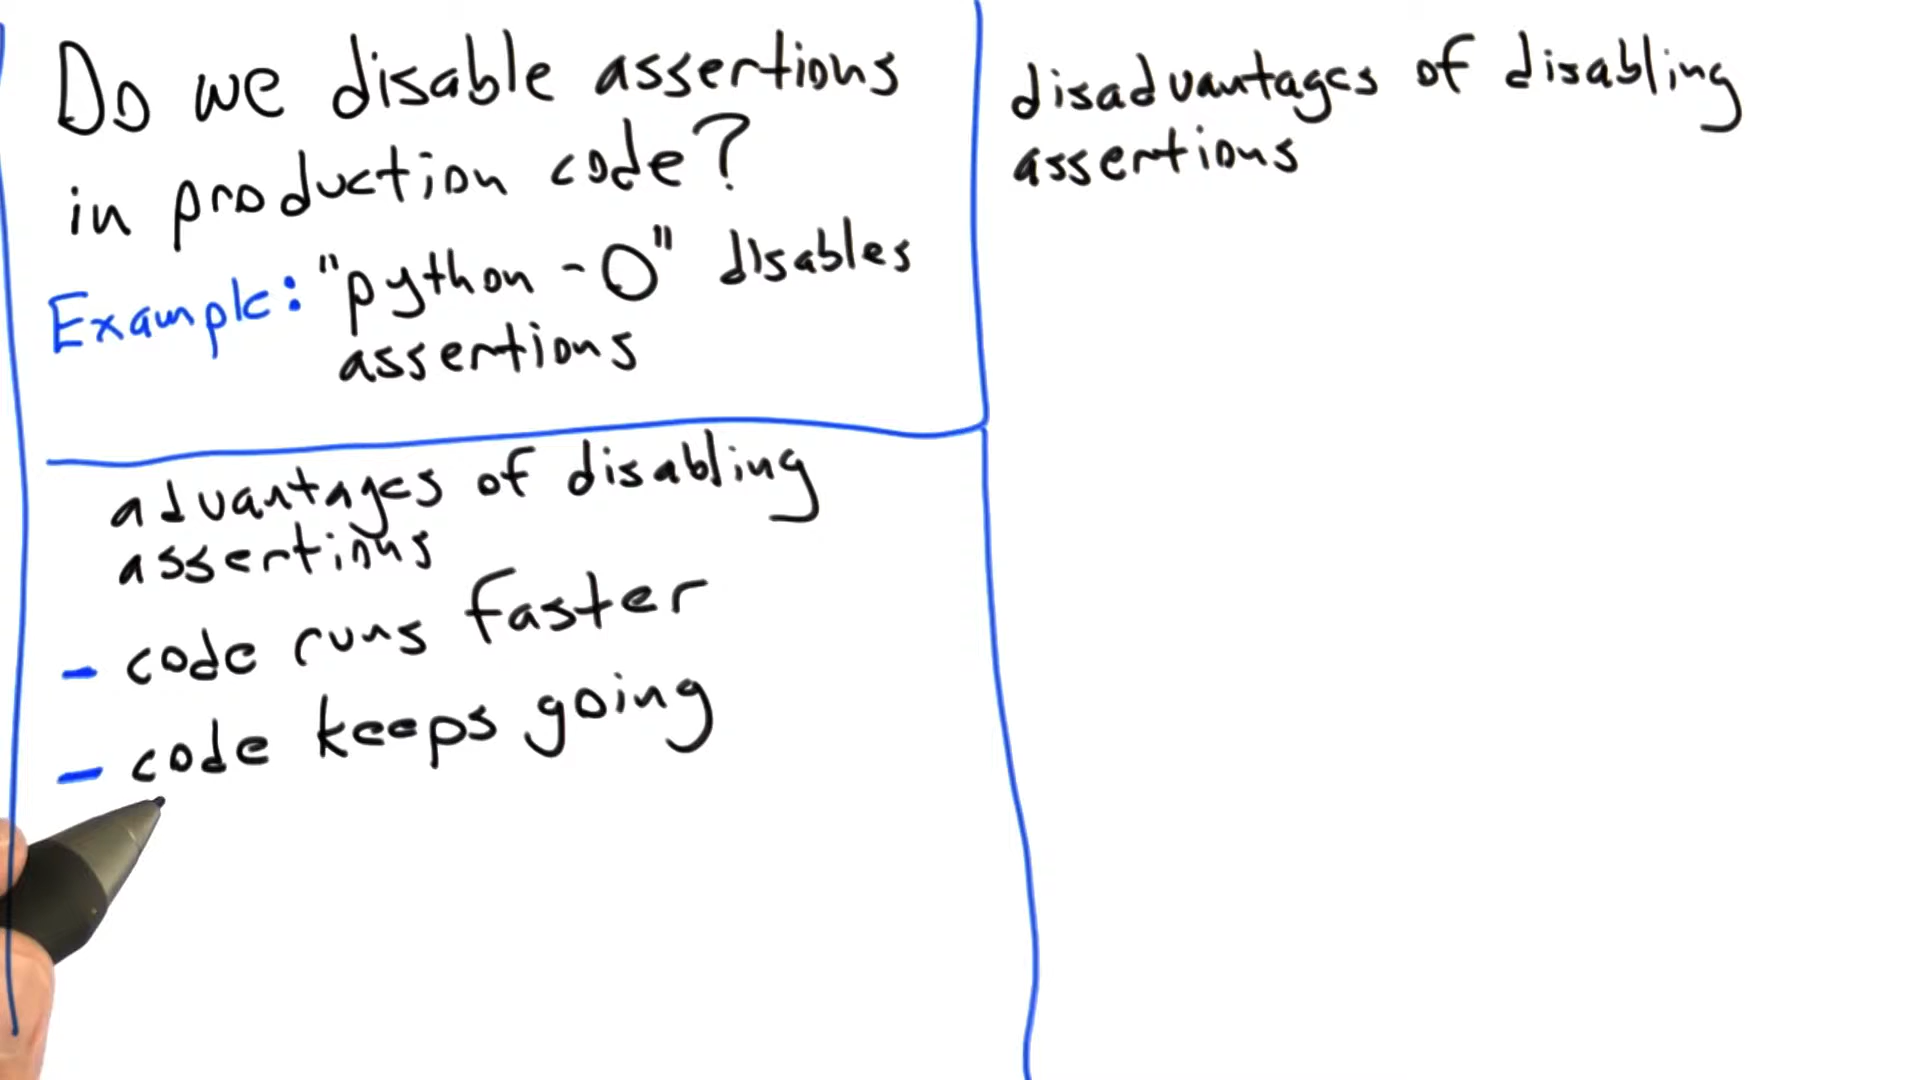 Do we disable assertions
in production code?
Example: "python -O" disables
assertions
advantages of disabling
assertions
- code runs faster
- code keeps going
disadvantages of disabling
assertions